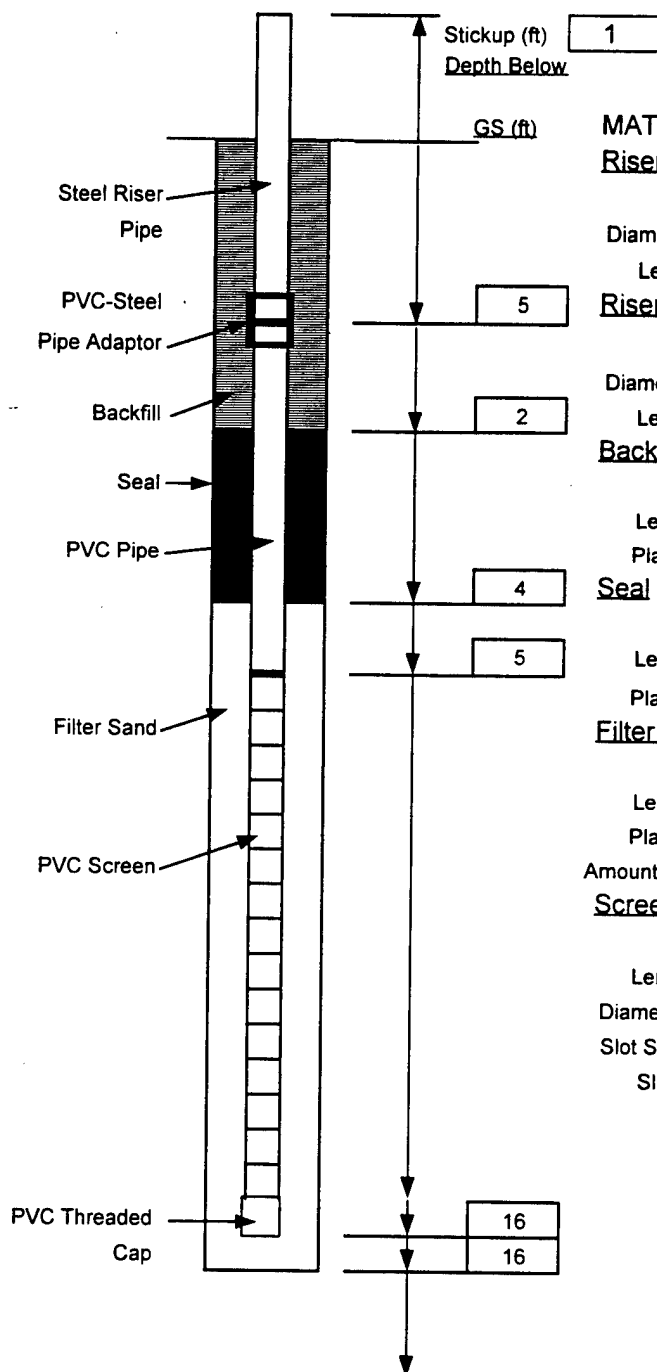 Stickup (ft) 1
Depth Below
GS (ft)
MAT
Riser
Steel Riser
Pipe
Diam
Le
PVC-Steel
5
Riser
Pipe Adaptor
Diame
Backfill
2
Le
Back
Seal
Le
PVC Pipe
Pla
4
Seal
5
Le
Pla
Filter Sand
Filter
Le
Pla
PVC Screen
Amount
Scree
Ler
Diame
Slot S
Sl
PVC Threaded
16
Cap
16